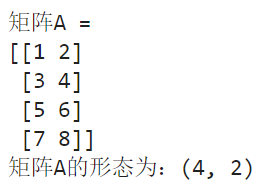 矩阵A =
[[1 2]
 [3 4]
 [5 6]
 [7 8]]
矩阵A的形态为：(4, 2)